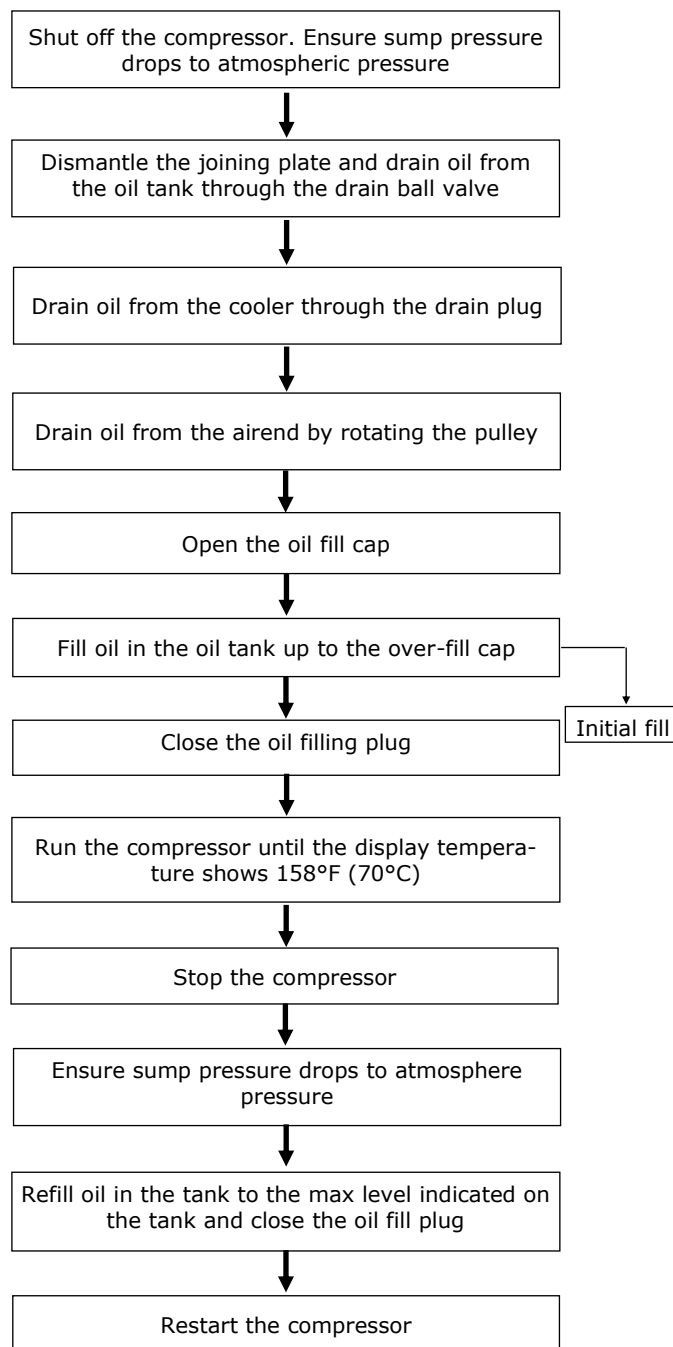 Shut off the compressor. Ensure sump pressure
drops to atmospheric pressure
Dismantle the joining plate and drain oil from
the oil tank through the drain ball valve
Drain oil from the cooler through the drain plug
Drain oil from the airend by rotating the pulley
Open the oil fill cap
Fill oil in the oil tank up to the over-fill cap
Initial fill
Close the oil filling plug
Run the compressor until the display tempera-
ture shows 158°F (70°C)
Stop the compressor
Ensure sump pressure drops to atmosphere
pressure
Refill oil in the tank to the max level indicated on
the tank and close the oil fill plug
Restart the compressor